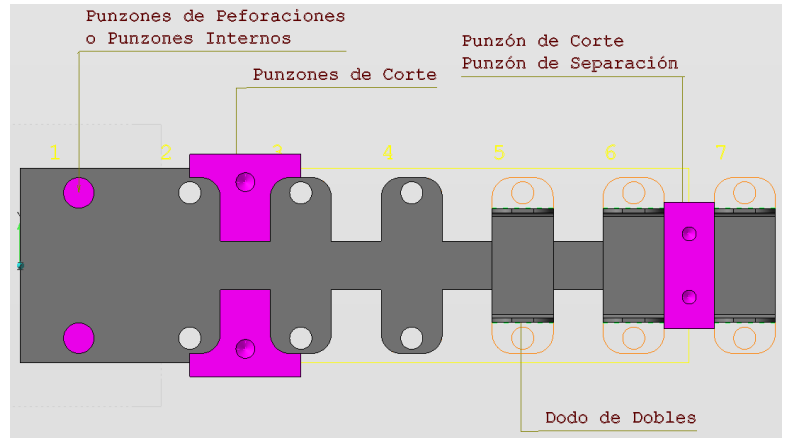 Punzones de Peforaciones
o Punzones Internos
Punzones de Corte
Punzón de Corte
Punzón de Separación
1 2 3 4 5 6 7
Dodo de Dobles